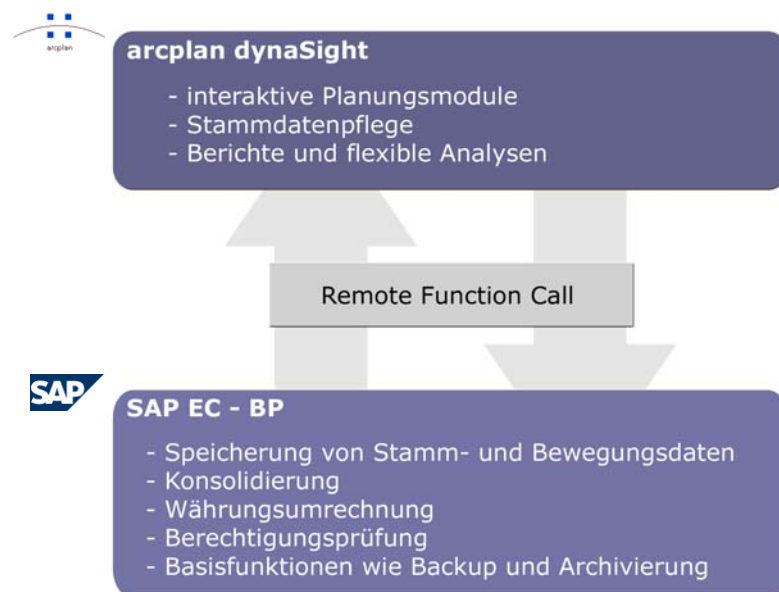 arcplan
arcplan dynaSight
- interaktive Planungsmodule
- Stammdatenpflege
- Berichte und flexible Analysen
Remote Function Call
SAP
SAP EC - BP
- Speicherung von Stamm- und Bewegungsdaten
- Konsolidierung
- Währungsumrechnung
- Berechtigungsprüfung
- Basisfunktionen wie Backup und Archivierung